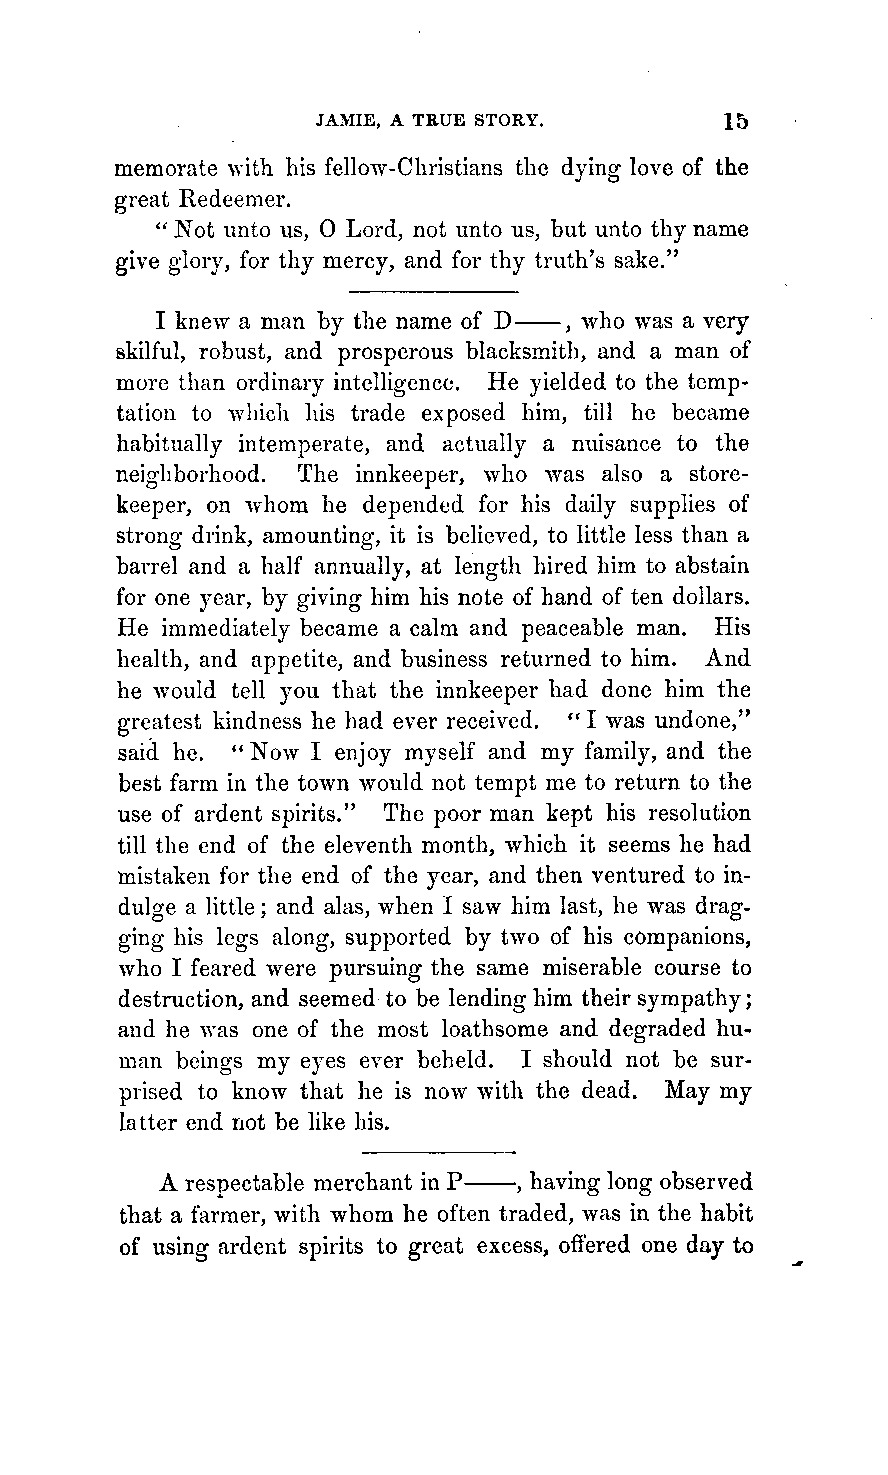 JAMIE, A TRUE STORY. 15
memorate with his fellow-Christians the dying love of the
great Redeemer.
"Not unto us, O Lord, not unto us, but unto thy name
give glory, for thy mercy, and for thy truth's sake."
I knew a man by the name of D——, who was a very
skilful, robust, and prosperous blacksmith, and a man of
more than ordinary intelligence. He yielded to the temp-
tation to which his trade exposed him, till he became
habitually intemperate, and actually a nuisance to the
neighborhood. The innkeeper, who was also a store-
keeper, on whom he depended for his daily supplies of
strong drink, amounting, it is believed, to little less than a
barrel and a half annually, at length hired him to abstain
for one year, by giving him his note of hand of ten dollars.
He immediately became a calm and peaceable man. His
health, and appetite, and business returned to him. And
he would tell you that the innkeeper had done him the
greatest kindness he had ever received. "I was undone,"
said he. "Now I enjoy myself and my family, and the
best farm in the town would not tempt me to return to the
use of ardent spirits." The poor man kept his resolution
till the end of the eleventh month, which it seems he had
mistaken for the end of the year, and then ventured to in-
dulge a little; and alas, when I saw him last, he was drag-
ging his legs along, supported by two of his companions,
who I feared were pursuing the same miserable course to
destruction, and seemed to be lending him their sympathy;
and he was one of the most loathsome and degraded hu-
man beings my eyes ever beheld. I should not be sur-
prised to know that he is now with the dead. May my
latter end not be like his.
A respectable merchant in P——, having long observed
that a farmer, with whom he often traded, was in the habit
of using ardent spirits to great excess, offered one day to